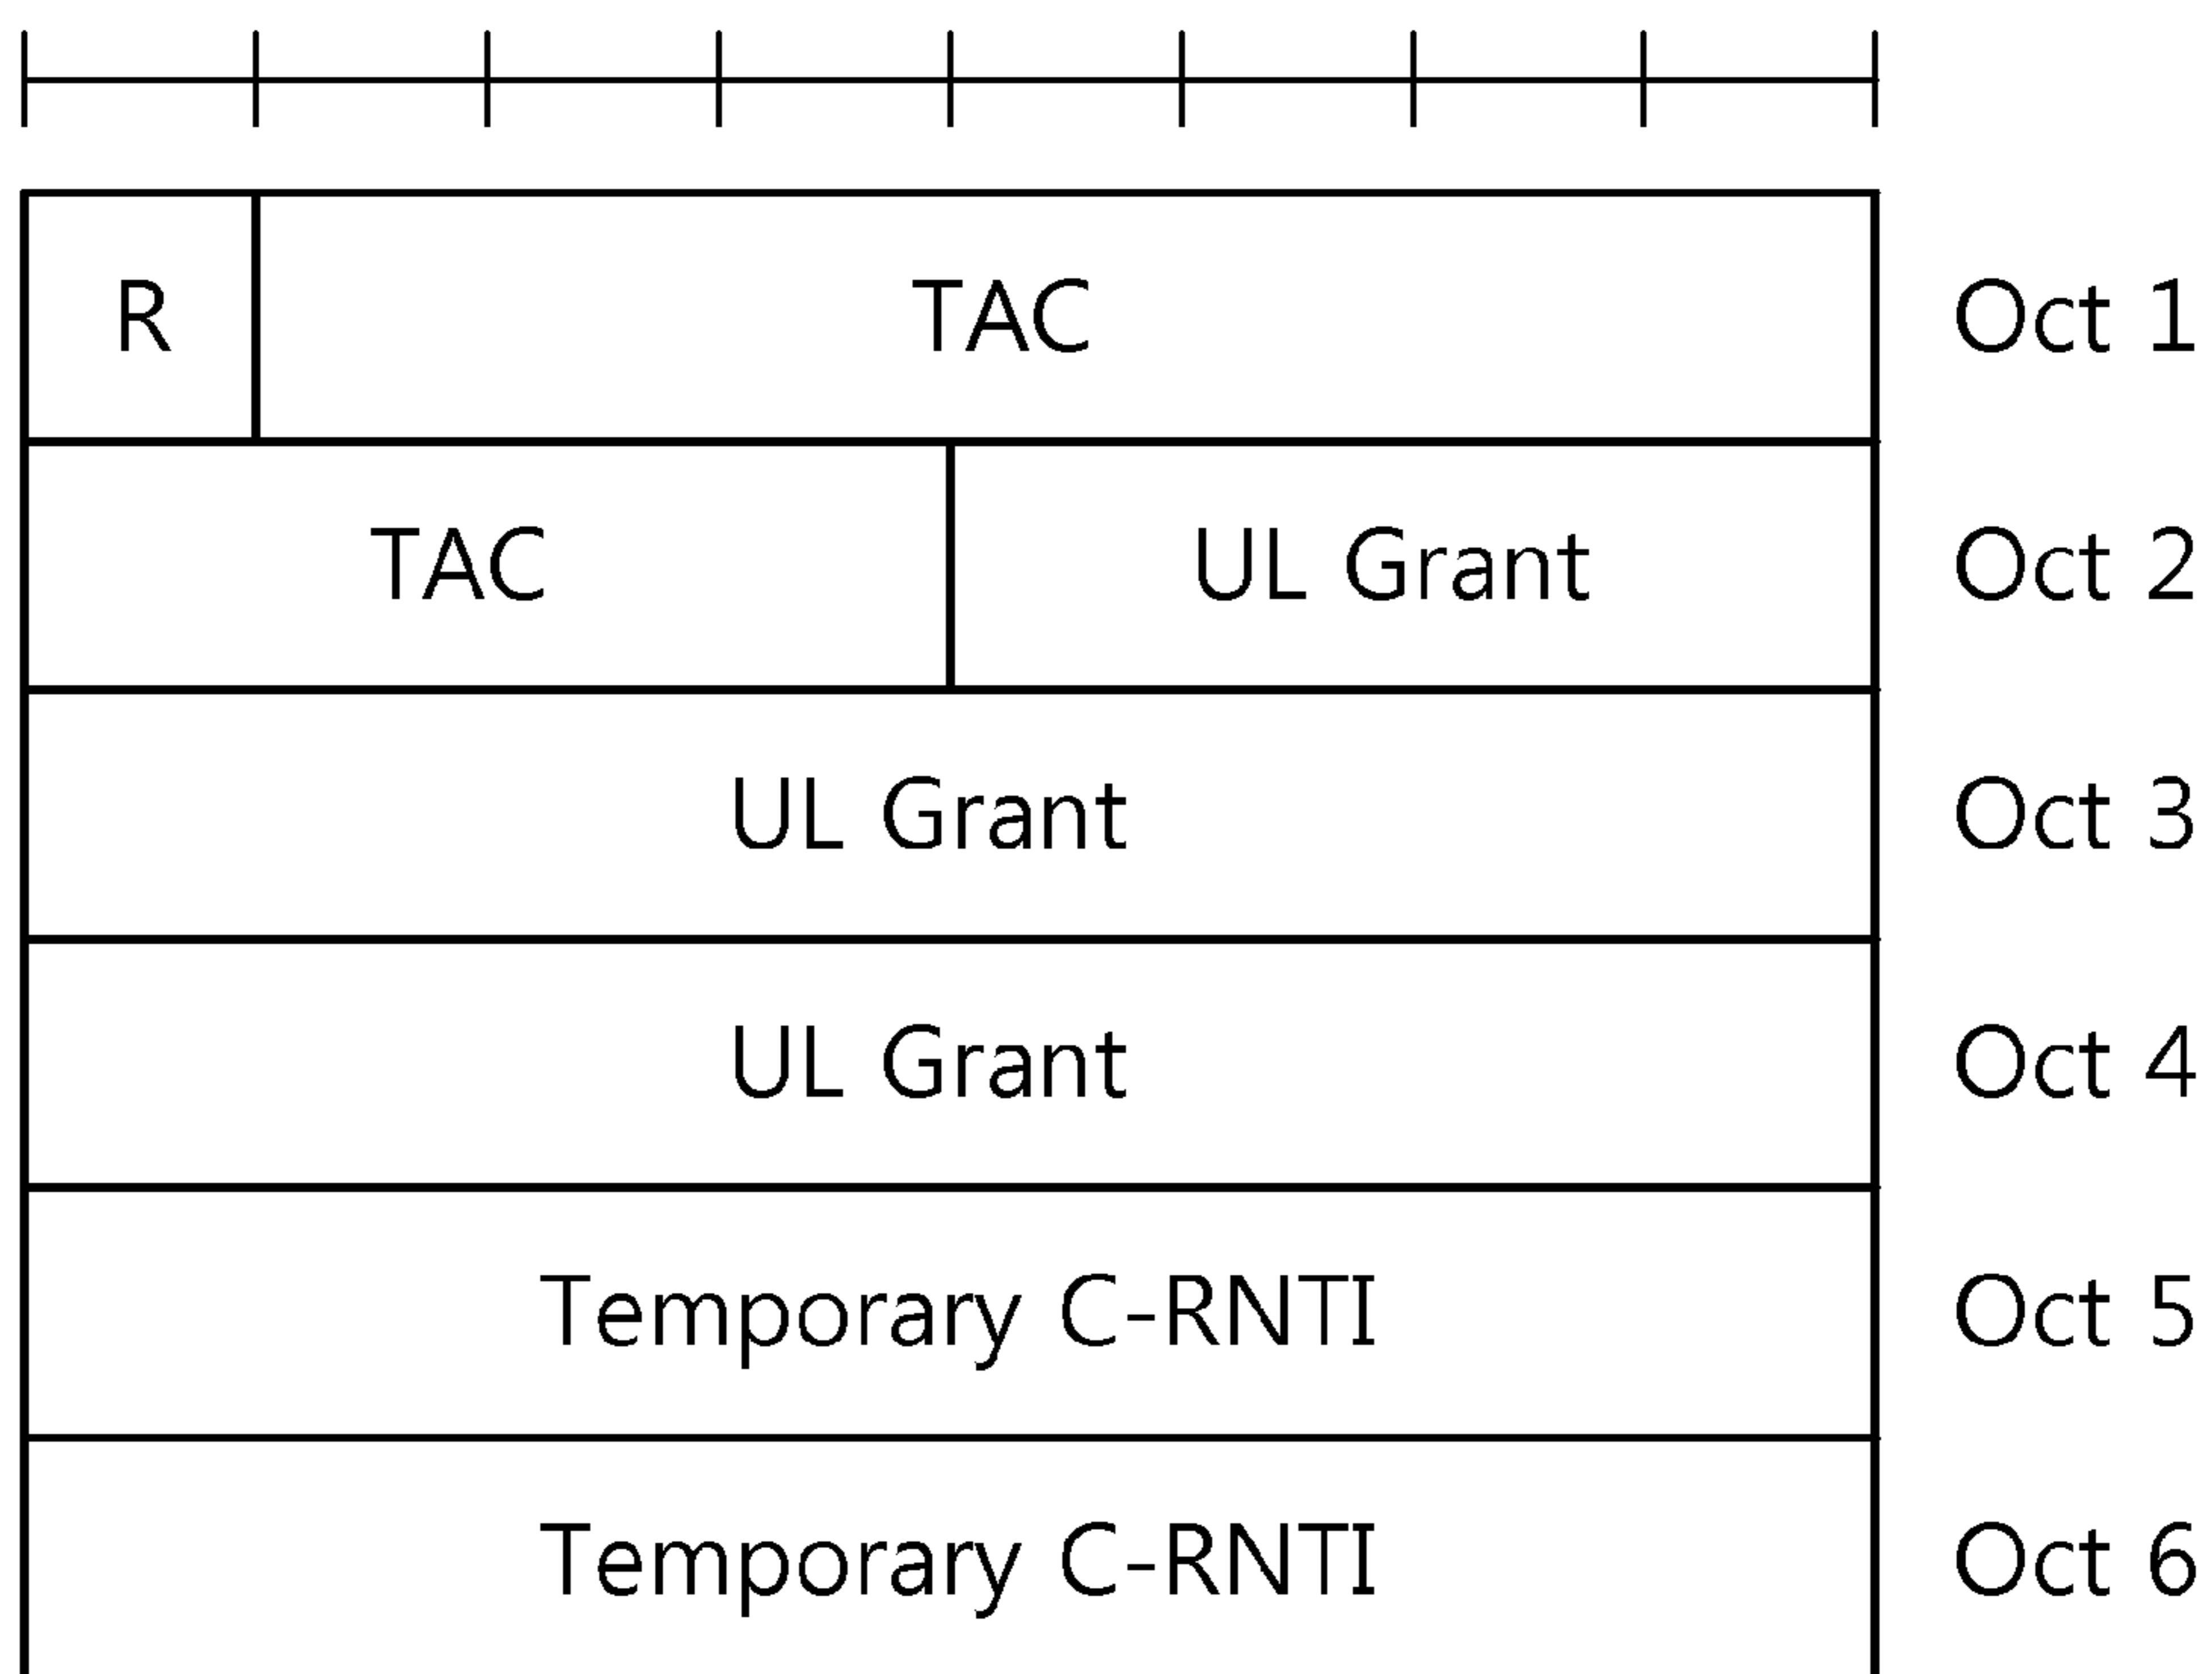 R TAC Oct 1
TAC UL Grant Oct 2
UL Grant Oct 3
UL Grant Oct 4
Temporary C-RNTI Oct 5
Temporary C-RNTI Oct 6